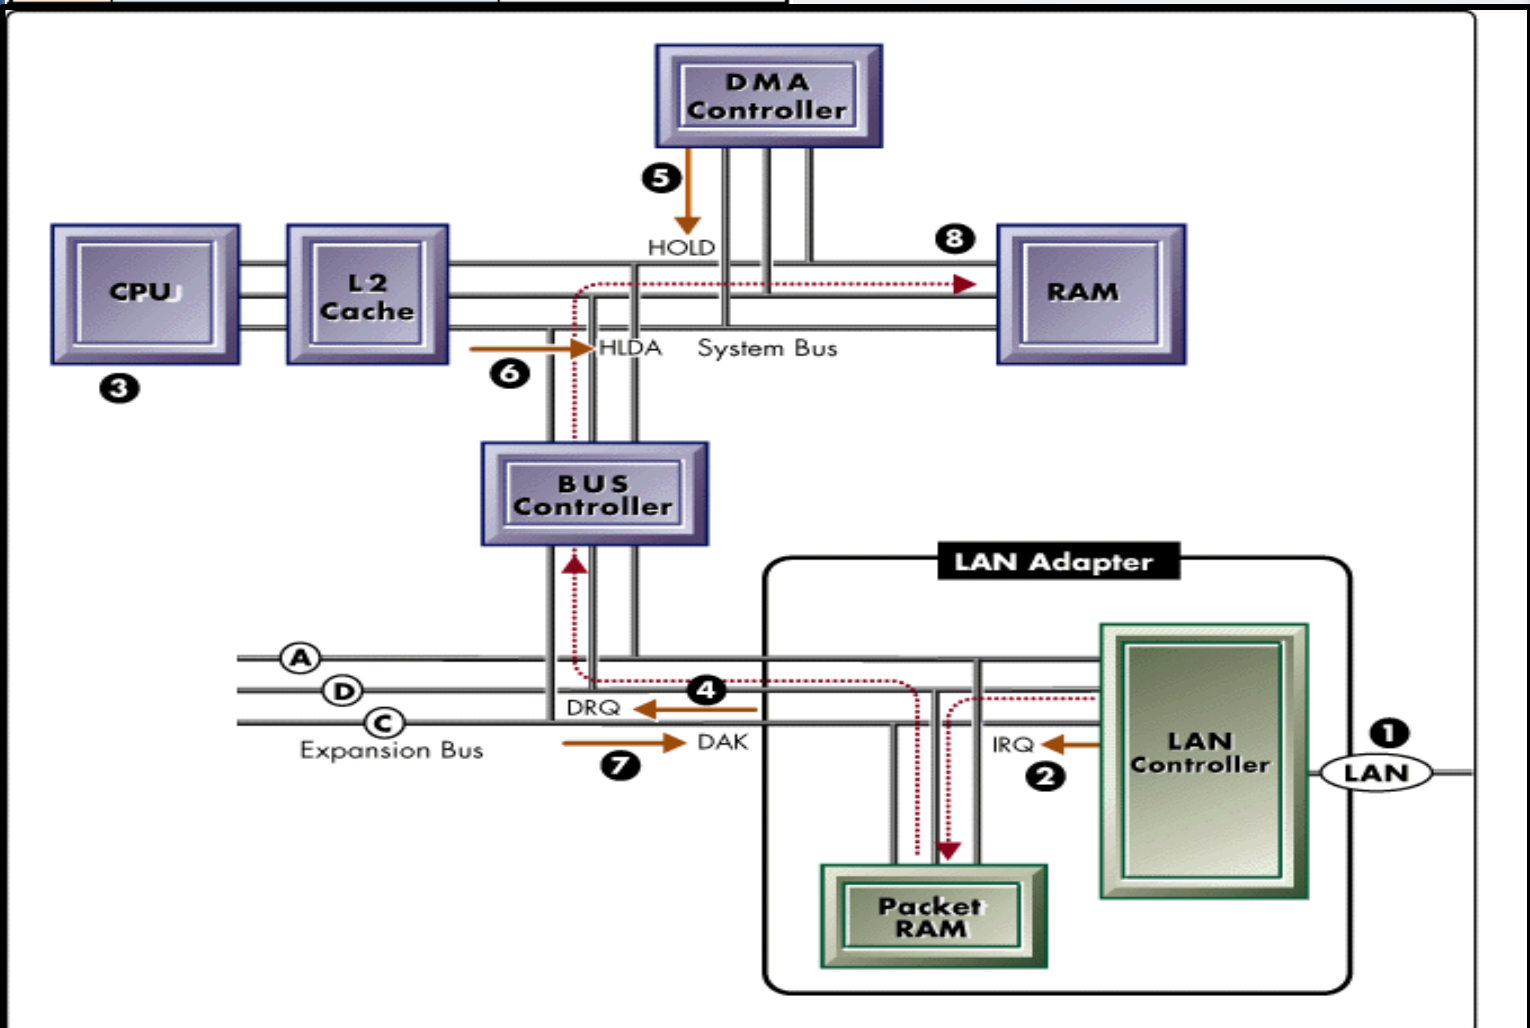 DMA
Controller
5
HOLD
8
CPU
L2
Cache
RAM
HLDA
System Bus
6
3
BUS
Controller
LAN Adapter
A
D
4
DRQ
C
Expansion Bus
DAK
7
IRQ
2
LAN
Controller
1
LAN
Packet
RAM